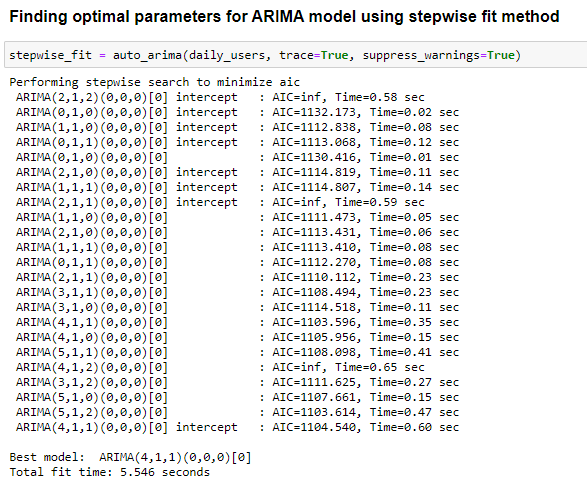 Finding optimal parameters for ARIMA model using stepwise fit method
stepwise_fit = auto_arima(daily_users, trace=True, suppress_warnings=True)
Performing stepwise search to minimize aic
ARIMA(2,1,2)(0,0,0)[0] intercept   : AIC=inf, Time=0.58 sec
ARIMA(0,1,0)(0,0,0)[0] intercept   : AIC=1132.173, Time=0.02 sec
ARIMA(1,1,0)(0,0,0)[0] intercept   : AIC=1112.838, Time=0.08 sec
ARIMA(0,1,1)(0,0,0)[0] intercept   : AIC=1113.068, Time=0.12 sec
ARIMA(0,1,0)(0,0,0)[0]             : AIC=1130.416, Time=0.01 sec
ARIMA(2,1,0)(0,0,0)[0] intercept   : AIC=1114.819, Time=0.11 sec
ARIMA(1,1,1)(0,0,0)[0] intercept   : AIC=1114.807, Time=0.14 sec
ARIMA(2,1,1)(0,0,0)[0] intercept   : AIC=inf, Time=0.59 sec
ARIMA(1,1,0)(0,0,0)[0]             : AIC=1111.473, Time=0.05 sec
ARIMA(2,1,0)(0,0,0)[0]             : AIC=1113.431, Time=0.06 sec
ARIMA(1,1,1)(0,0,0)[0]             : AIC=1113.410, Time=0.08 sec
ARIMA(0,1,1)(0,0,0)[0]             : AIC=1112.270, Time=0.08 sec
ARIMA(2,1,1)(0,0,0)[0]             : AIC=1110.112, Time=0.23 sec
ARIMA(3,1,1)(0,0,0)[0]             : AIC=1108.494, Time=0.23 sec
ARIMA(3,1,0)(0,0,0)[0]             : AIC=1114.518, Time=0.11 sec
ARIMA(4,1,1)(0,0,0)[0]             : AIC=1103.596, Time=0.35 sec
ARIMA(4,1,0)(0,0,0)[0]             : AIC=1105.956, Time=0.15 sec
ARIMA(5,1,1)(0,0,0)[0]             : AIC=1108.098, Time=0.41 sec
ARIMA(4,1,2)(0,0,0)[0]             : AIC=inf, Time=0.65 sec
ARIMA(3,1,2)(0,0,0)[0]             : AIC=1111.625, Time=0.27 sec
ARIMA(5,1,0)(0,0,0)[0]             : AIC=1107.661, Time=0.15 sec
ARIMA(5,1,2)(0,0,0)[0]             : AIC=1103.614, Time=0.47 sec
ARIMA(4,1,1)(0,0,0)[0] intercept   : AIC=1104.540, Time=0.60 sec
Best model:  ARIMA(4,1,1)(0,0,0)[0]
Total fit time: 5.546 seconds